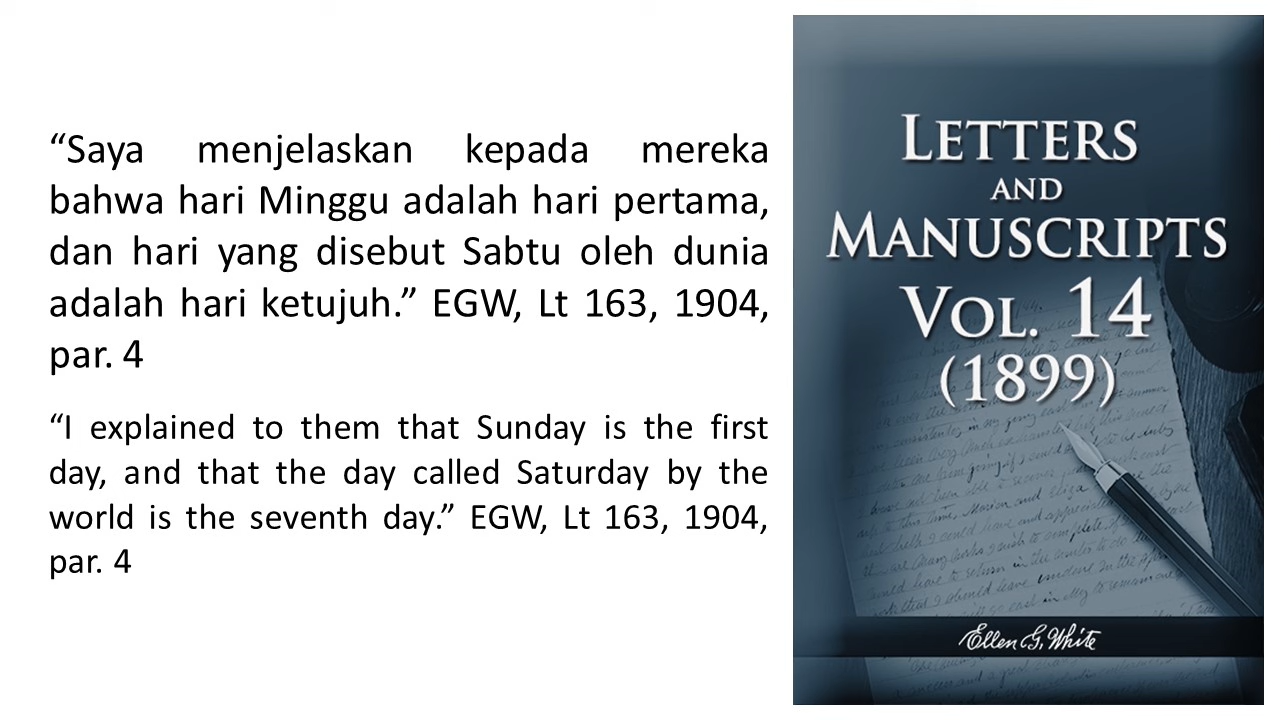 “Saya menjelaskan kepada mereka
bahwa hari Minggu adalah hari pertama,
dan hari yang disebut Sabtu oleh dunia
adalah hari ketujuh.” EGW, Lt 163, 1904,
par. 4
“I explained to them that Sunday is the first
day, and that the day called Saturday by the
world is the seventh day.” EGW, Lt 163, 1904,
par. 4
LETTERS
AND
MANUSCRIPTS
VOL. 14
(1899)
Ellen G. White